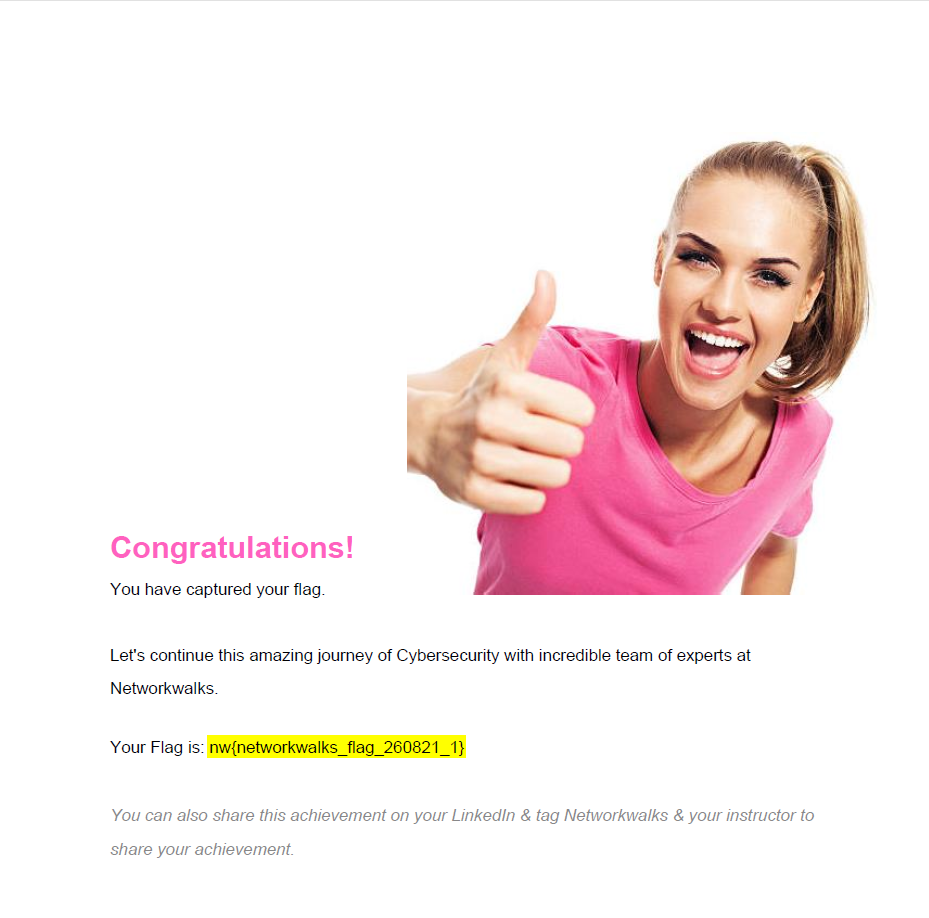 Congratulations!
You have captured your flag.
Let's continue this amazing journey of Cybersecurity with incredible team of experts at
Networkwalks.
Your Flag is: nw{networkwalks_flag_260821_1}
You can also share this achievement on your LinkedIn & tag Networkwalks & your instructor to
share your achievement.